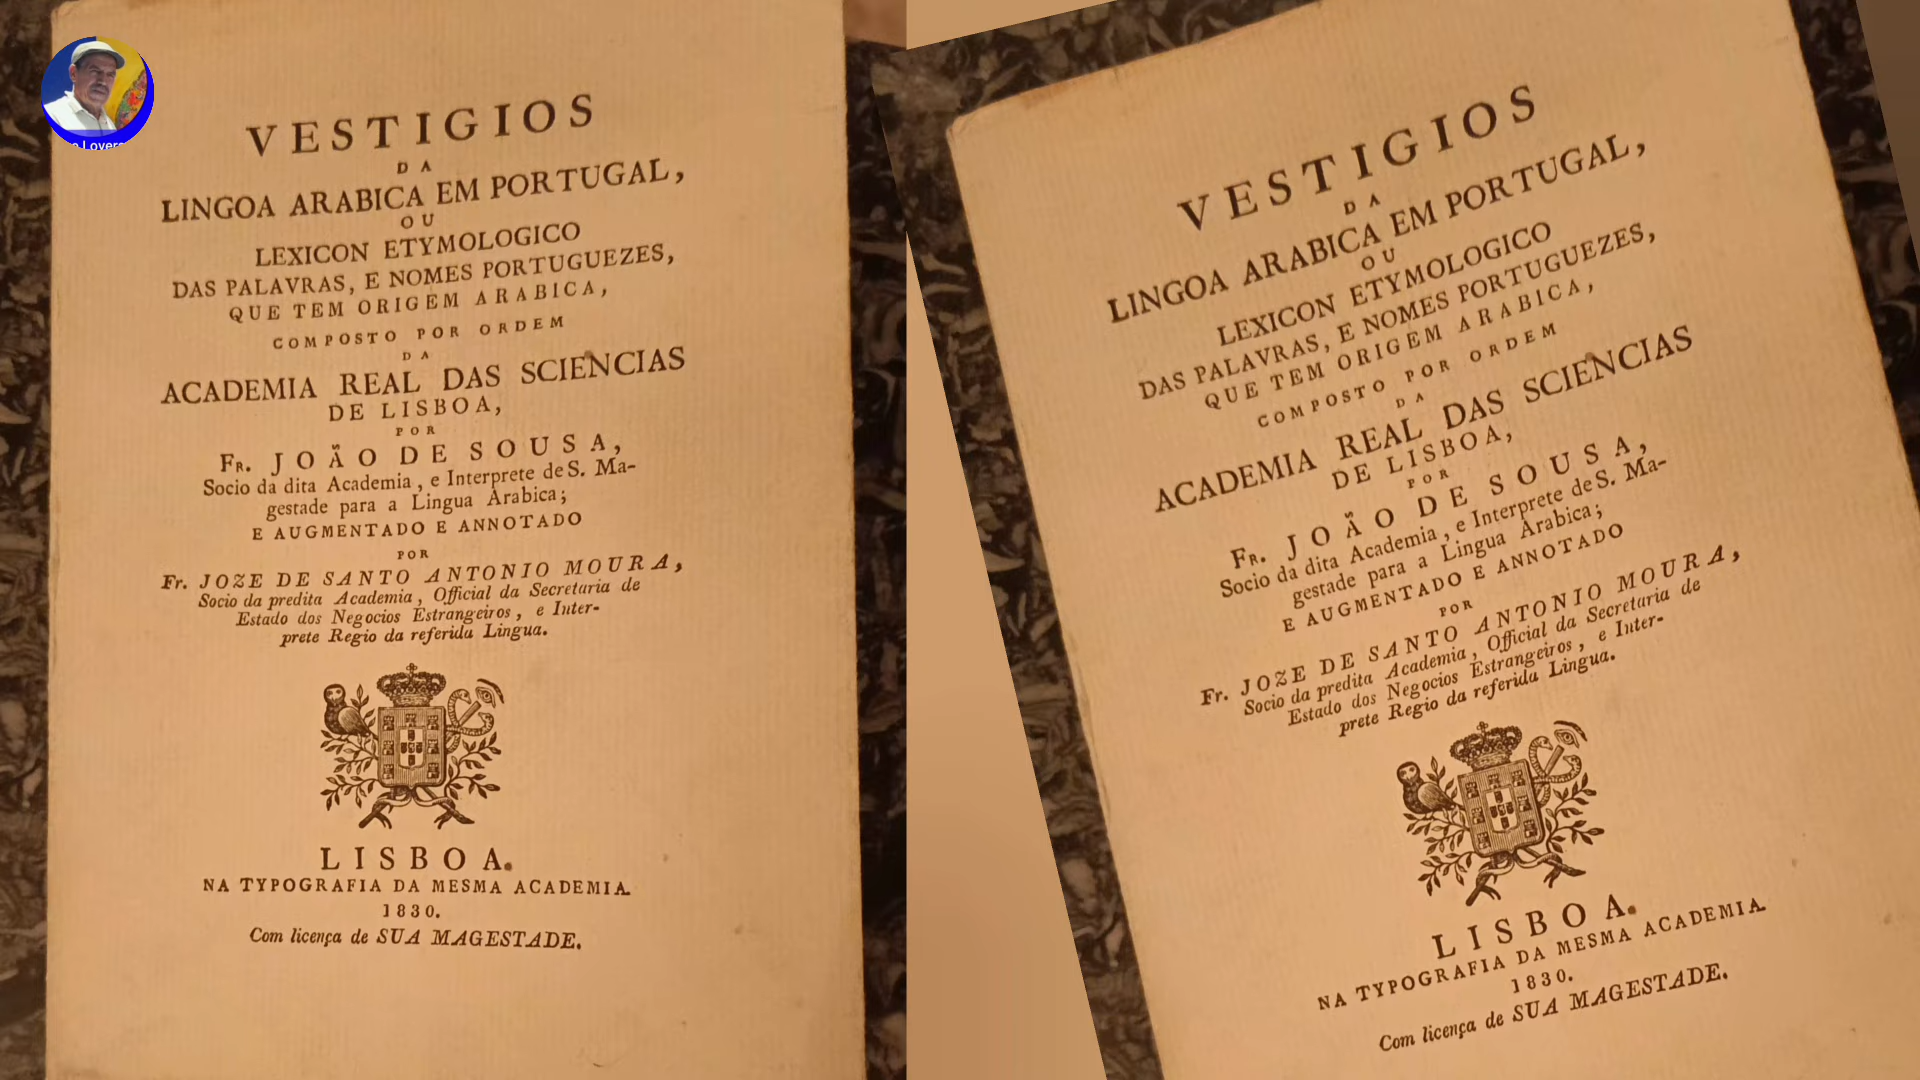 VESTIGIOS
DA
LINGOA ARABICA EM PORTUGAL,
OU
LEXICON ETYMOLOGICO
DAS PALAVRAS, E NOMES PORTUGUEZES,
QUE TEM ORIGEM ARABICA,
COMPOSTO POR ORDEM
DA
ACADEMIA REAL DAS SCIENCIAS
DE LISBOA,
POR
FR. JOÃO DE SOUSA,
Socio da dita Academia, e Interprete de S. Ma-
gestade para a Lingua Arabica;
E AUGMENTADO E ANNOTADO
POR
Fr. JOZE DE SANTO ANTONIO MOURA,
Socio da predita Academia, Official da Secretaria de
Estado dos Negocios Estrangeiros, e Inter-
prete Regio da referida Lingua.
LISBOA.
NA TYPOGRAFIA DA MESMA ACADEMIA.
1830.
Com licença de SUA MAGESTADE.
VESTIGIOS
DA
LINGOA ARABICA EM PORTUGAL,
OU
LEXICON ETYMOLOGICO
DAS PALAVRAS, E NOMES PORTUGUEZES,
QUE TEM ORIGEM ARABICA,
COMPOSTO POR ORDEM
DA
ACADEMIA REAL DAS SCIENCIAS
DE LISBOA,
POR
FR. JOÃO DE SOUSA,
Socio da dita Academia, e Interprete de S. Ma-
gestade para a Lingua Arabica;
E AUGMENTADO E ANNOTADO
POR
Fr. JOZE DE SANTO ANTONIO MOURA,
Socio da predita Academia, Official da Secretaria de
Estado dos Negocios Estrangeiros, e Inter-
prete Regio da referida Lingua.
LISBOA.
NA TYPOGRAFIA DA MESMA ACADEMIA.
1830.
Com licença de SUA MAGESTADE.